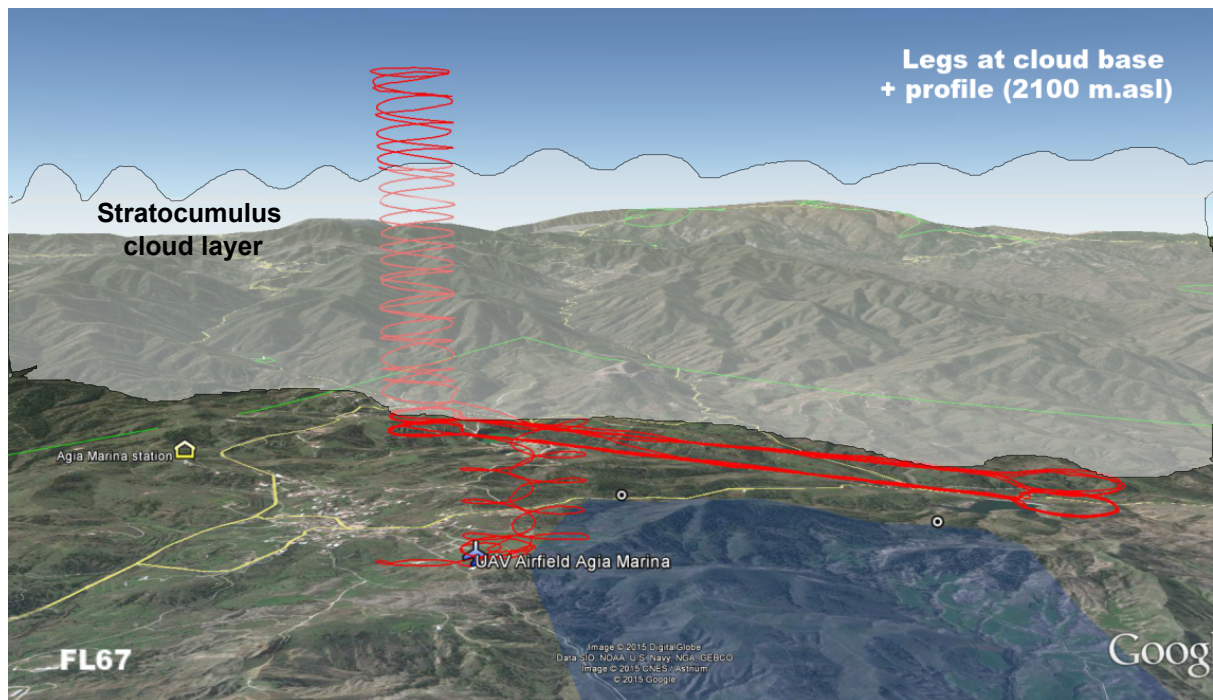 Legs at cloud base
+ profile (2100 m.asl)
Stratocumulus
cloud layer
Agia Marina station
UAV Airfield Agia Marina
FL67
Image © 2015 DigitalGlobe
Data SIO, NOAA, U.S. Navy, NGA, GEBCO
Image © 2015 CNES / Astrium
© 2015 Google
Goog